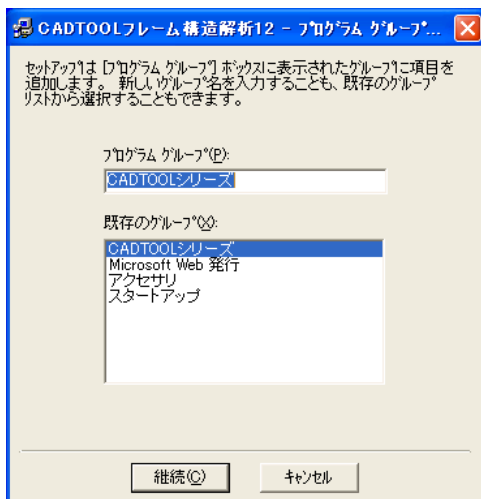 CADTOOLフレーム構造解析12 - ﾌﾟﾛｸﾞﾗﾑ ｸﾞﾙｰﾌﾟ...
ｾｯﾄｱｯﾌﾟは [ﾌﾟﾛｸﾞﾗﾑ ｸﾞﾙｰﾌﾟ] ﾎﾞｯｸｽに表示されたｸﾞﾙｰﾌﾟに項目を
追加します。 新しいｸﾞﾙｰﾌﾟ名を入力することも、既存のｸﾞﾙｰﾌﾟ
ﾘｽﾄから選択することもできます。
ﾌﾟﾛｸﾞﾗﾑ ｸﾞﾙｰﾌﾟ(P):
CADTOOLシリーズ
既存のｸﾞﾙｰﾌﾟ(X):
CADTOOLシリーズ
Microsoft Web 発行
アクセサリ
スタートアップ
継続(C)
ｷｬﾝｾﾙ